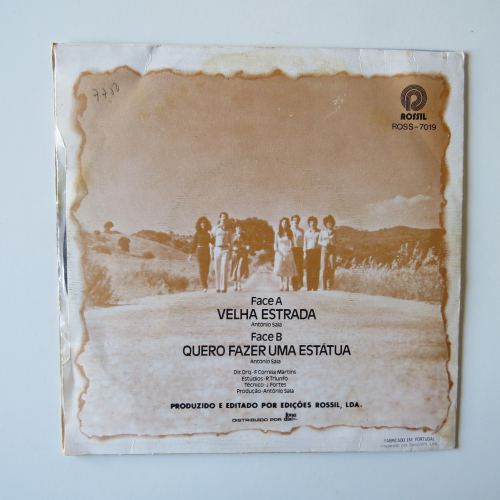 7750
ROSSIL
ROSS-7019
Face A
VELHA ESTRADA
António Sala
Face B
QUERO FAZER UMA ESTÁTUA
António Sala
Dir. Orq.-F. Correia Martins
Estúdios-R.Triunfo
Técnico-J. Fortes
Produção-António Sala
PRODUZIDO E EDITADO POR EDIÇÕES ROSSIL, LDA.
DISTRIBUIDO POR
FABRICADO EM PORTUGAL